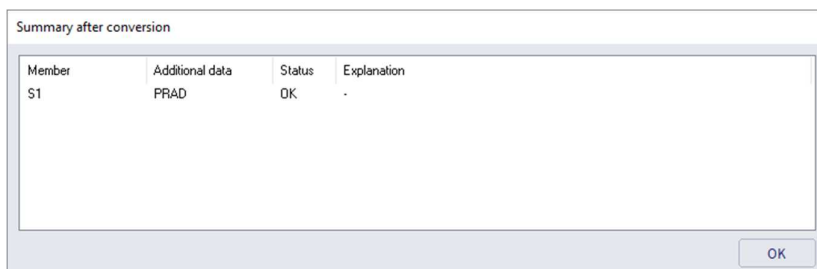 Summary after conversion
Member Additional data Status Explanation
S1 PRAD OK -
OK